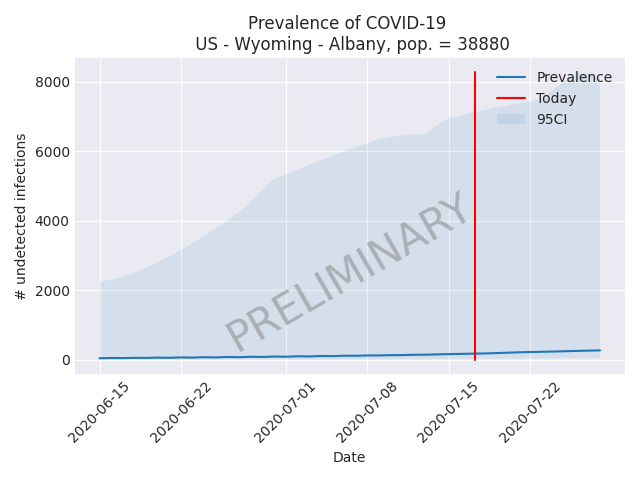 Prevalence of COVID-19
US - Wyoming - Albany, pop. = 38880
Prevalence
Today
95CI
8000
6000
4000
2000
0
# undetected infections
PRELIMINARY
2020-06-15
2020-06-22
2020-07-01
2020-07-08
2020-07-15
2020-07-22
Date